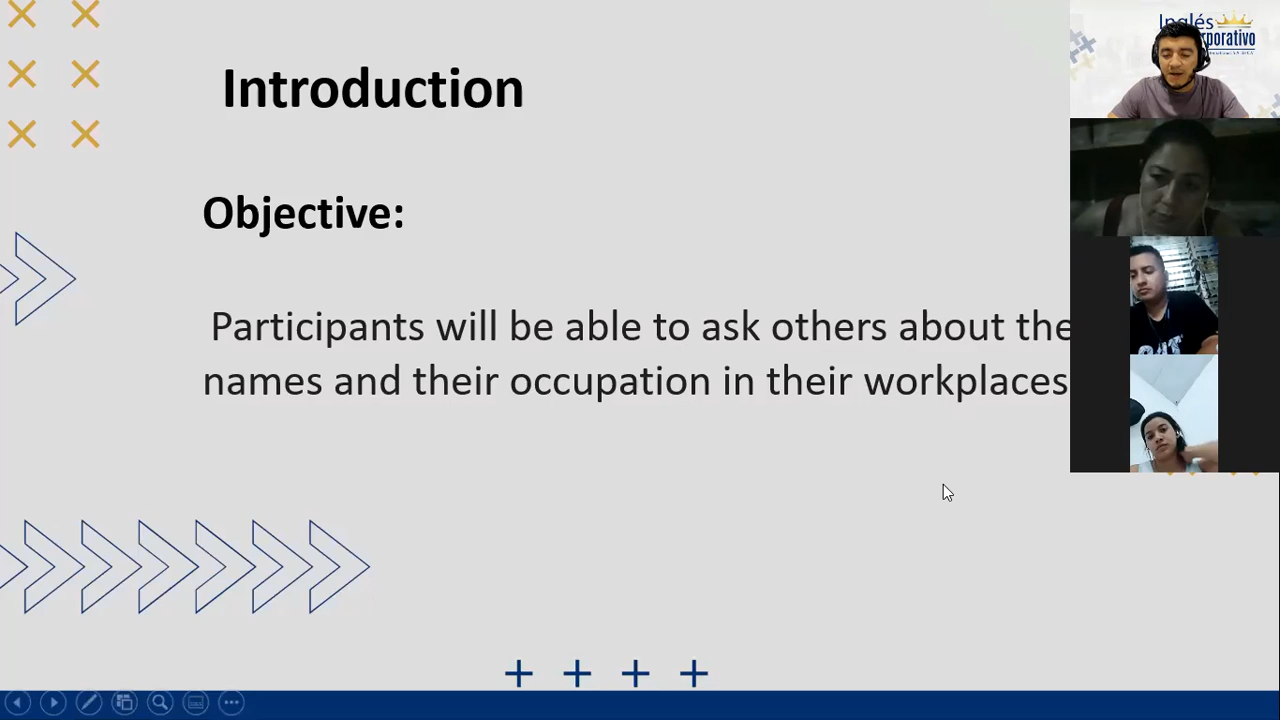 Introduction
Objective:
Participants will be able to ask others about the
names and their occupation in their workplaces
Inglés